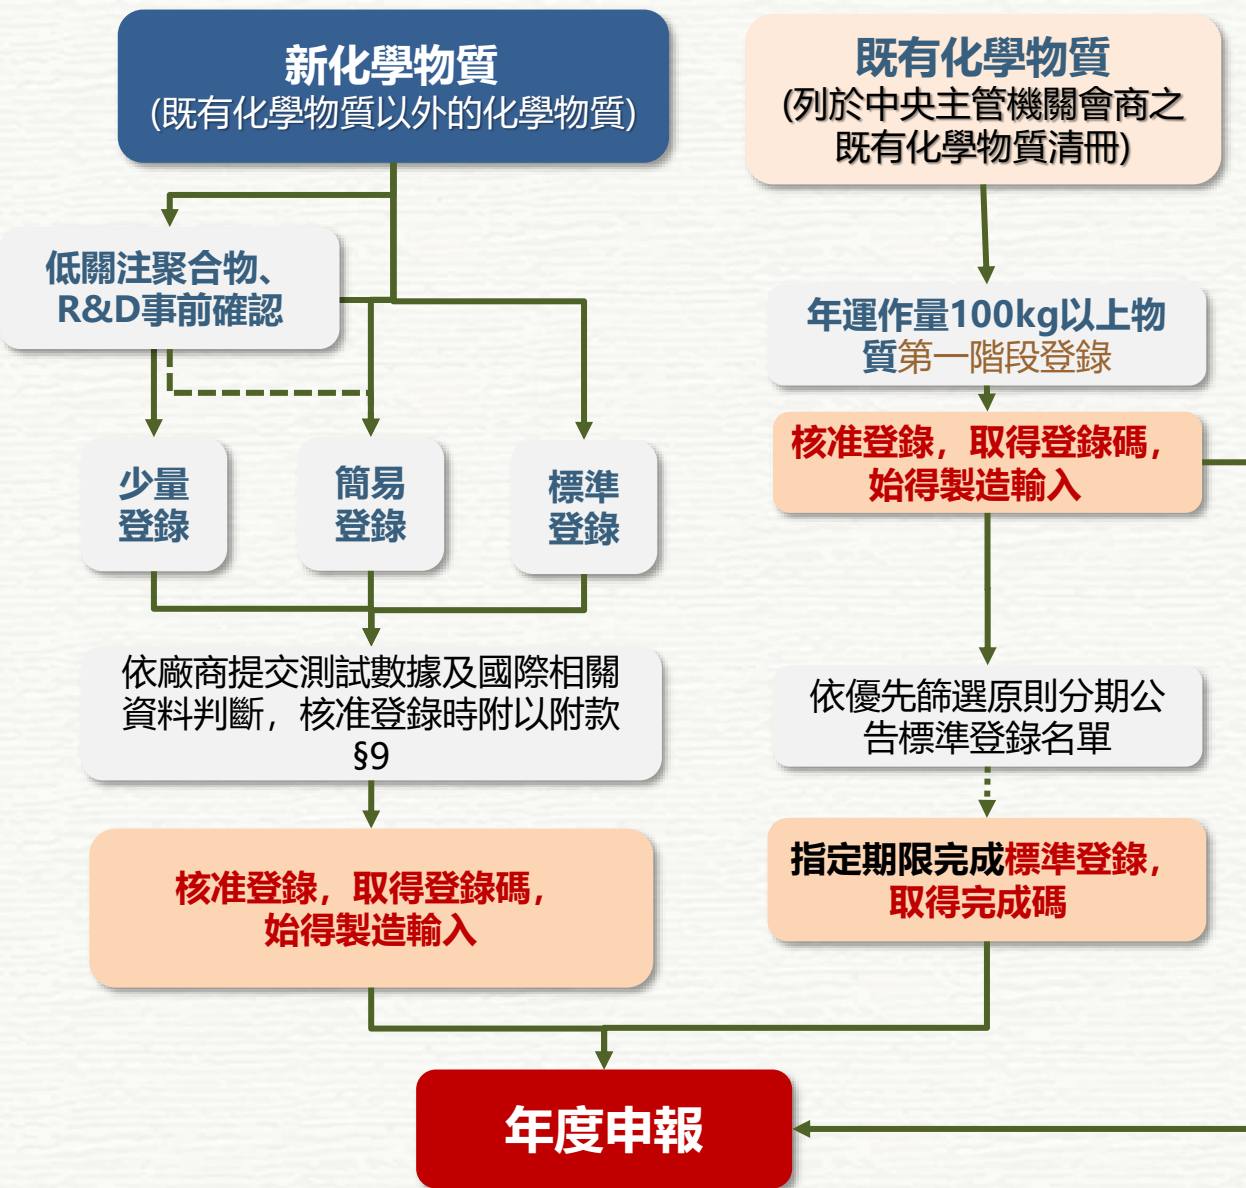 新化學物質
(既有化學物質以外的化學物質)
既有化學物質
(列於中央主管機關會商之
既有化學物質清冊)
低關注聚合物、
R&D事前確認
年運作量100kg以上物
質第一階段登錄
核准登錄，取得登錄碼，
始得製造輸入
少量
登錄
簡易
登錄
標準
登錄
依廠商提交測試數據及國際相關
資料判斷，核准登錄時附以附款
§9
依優先篩選原則分期公
告標準登錄名單
核准登錄，取得登錄碼，
始得製造輸入
指定期限完成標準登錄，
取得完成碼
年度申報